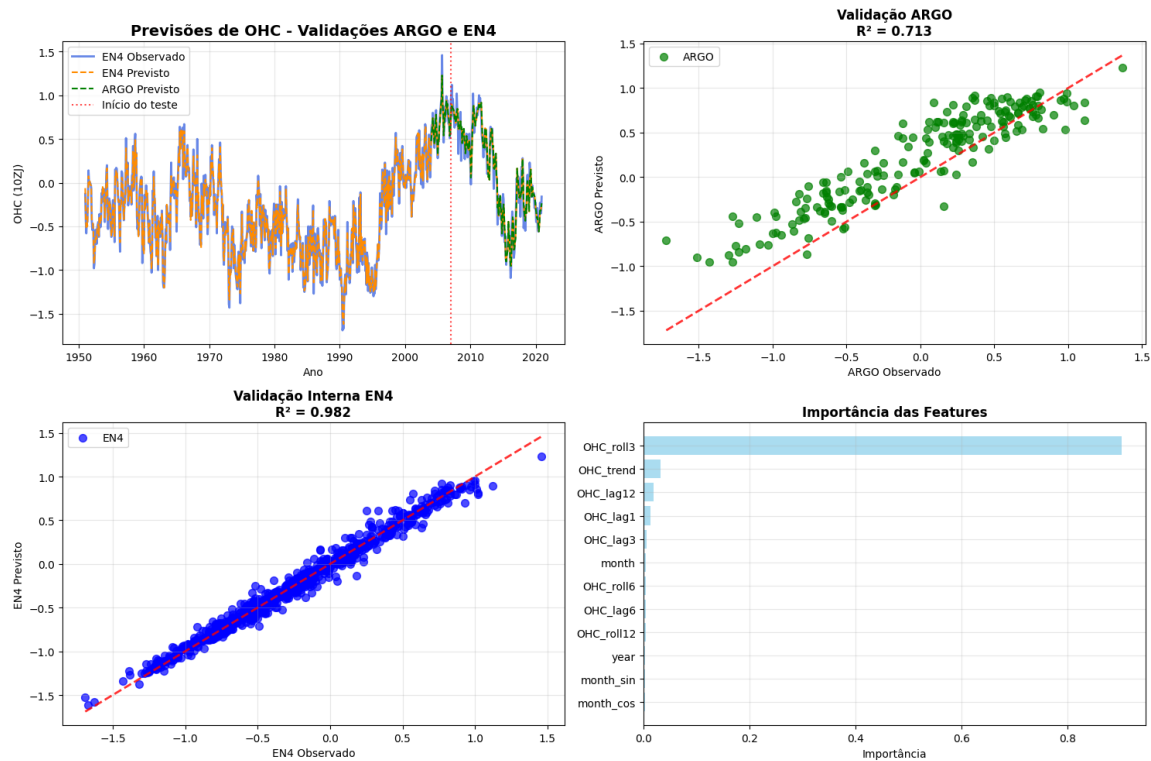 Previsões de OHC - Validações ARGO e EN4
EN4 Observado
EN4 Previsto
ARGO Previsto
Início do teste
1.5
1.0
0.5
0.0
−0.5
−1.0
−1.5
OHC (10ZJ)
1950
1960
1970
1980
1990
2000
2010
2020
Ano
Validação ARGO
R² = 0.713
ARGO
1.5
1.0
0.5
0.0
−0.5
−1.0
−1.5
ARGO Previsto
−1.5
−1.0
−0.5
0.0
0.5
1.0
1.5
ARGO Observado
Validação Interna EN4
R² = 0.982
EN4
1.5
1.0
0.5
0.0
−0.5
−1.0
−1.5
EN4 Previsto
−1.5
−1.0
−0.5
0.0
0.5
1.0
1.5
EN4 Observado
Importância das Features
OHC_roll3
OHC_trend
OHC_lag12
OHC_lag1
OHC_lag3
month
OHC_roll6
OHC_lag6
OHC_roll12
year
month_sin
month_cos
0.0
0.2
0.4
0.6
0.8
Importância